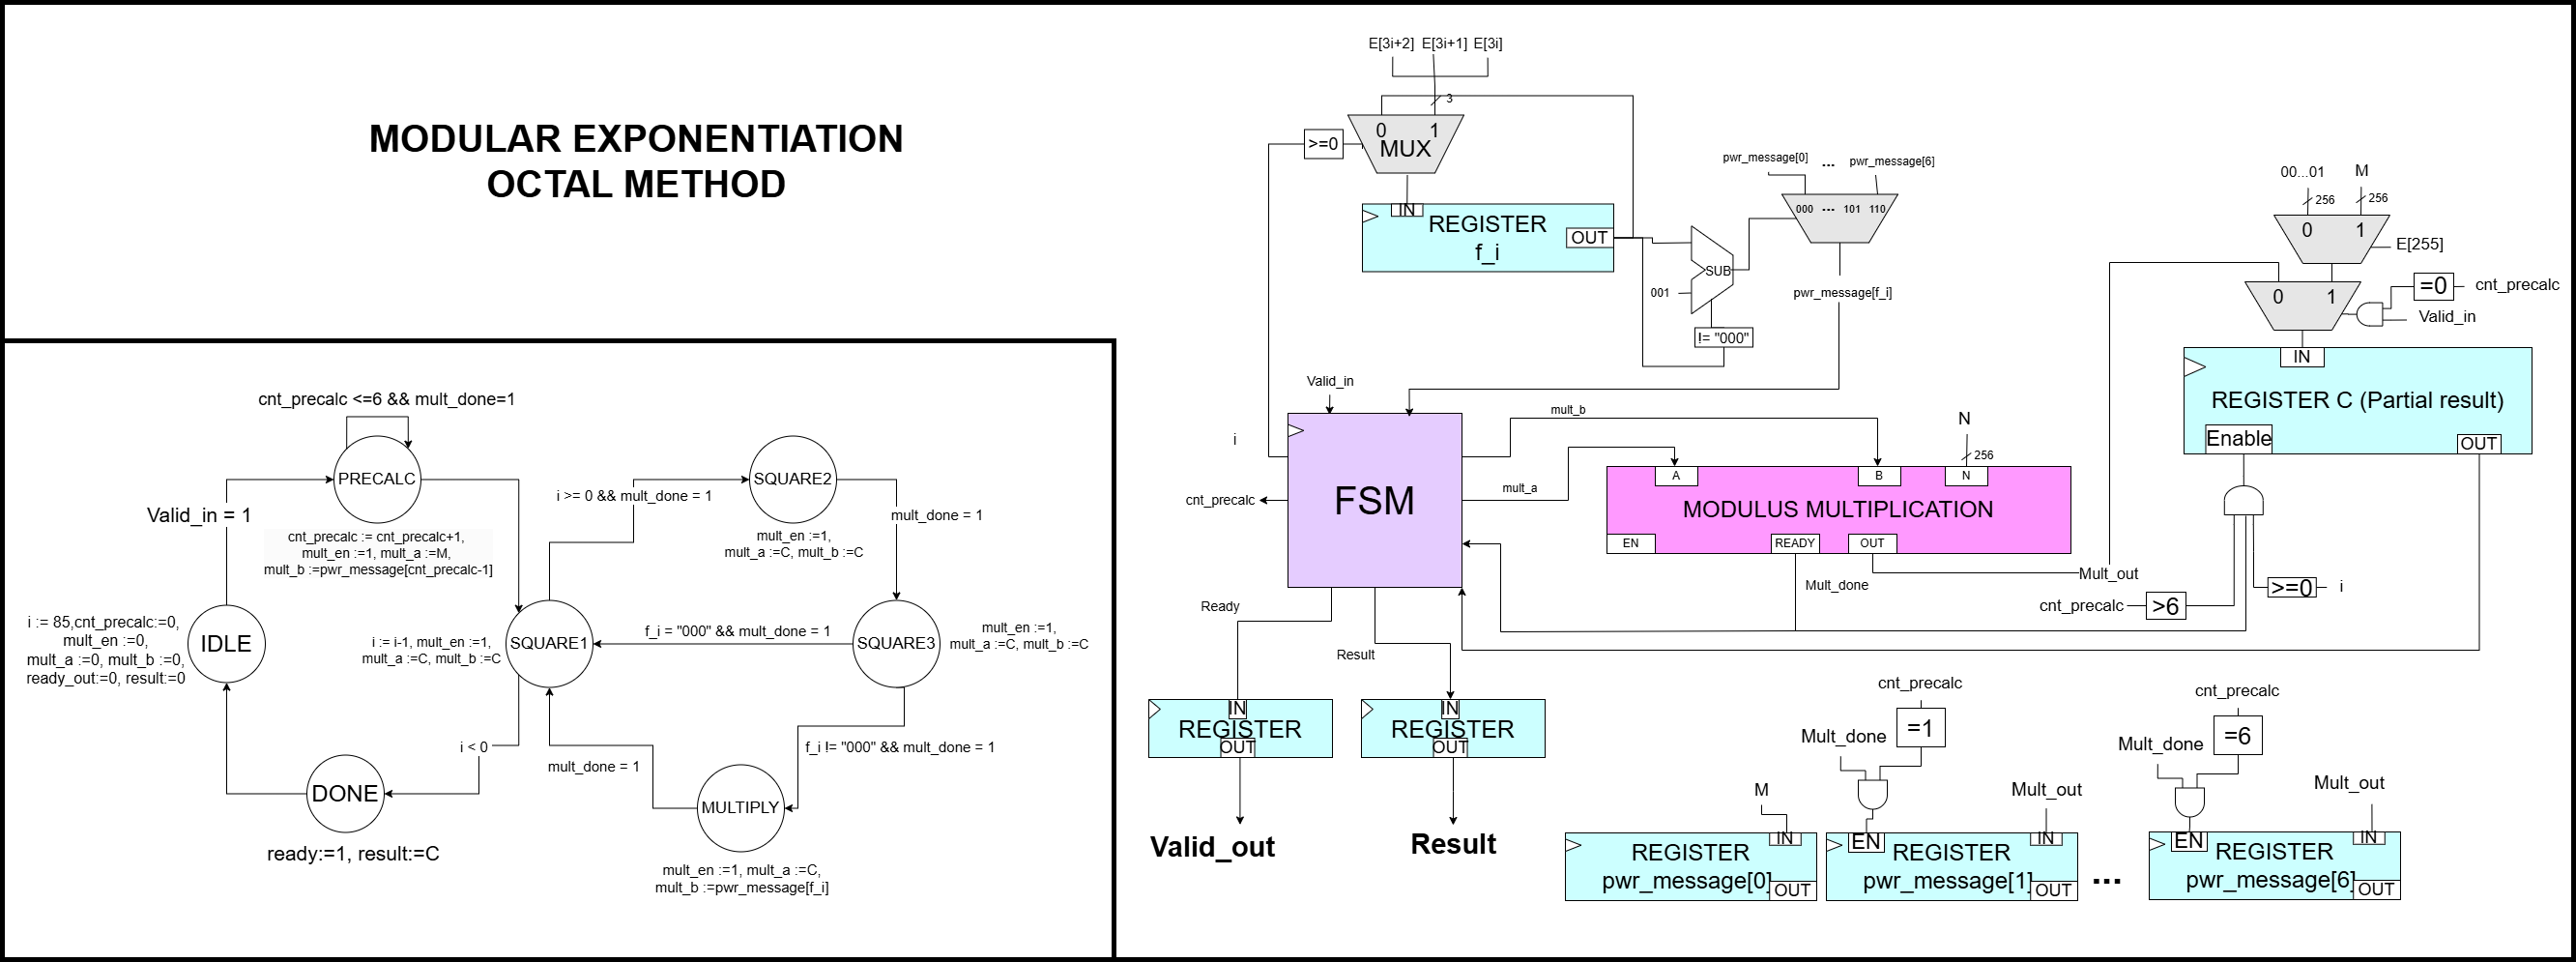 MODULAR EXPONENTIATION
OCTAL METHOD
cnt_precalc <=6 && mult_done=1
PRECALC
Valid_in = 1
cnt_precalc := cnt_precalc+1,
mult_en :=1, mult_a :=M,
mult_b :=pwr_message[cnt_precalc-1]
i >= 0 && mult_done = 1
SQUARE2
mult_done = 1
mult_en :=1,
mult_a :=C, mult_b :=C
i := 85,cnt_precalc:=0,
mult_en :=0,
mult_a :=0, mult_b :=0,
ready_out:=0, result:=0
IDLE
i := i-1, mult_en :=1,
mult_a :=C, mult_b :=C
SQUARE1
f_i = "000" && mult_done = 1
SQUARE3
mult_en :=1,
mult_a :=C, mult_b :=C
i < 0
mult_done = 1
f_i != "000" && mult_done = 1
DONE
ready:=1, result:=C
MULTIPLY
mult_en :=1, mult_a :=C,
mult_b :=pwr_message[f_i]
E[3i+2] E[3i+1] E[3i]
3
>=0
0 1
MUX
IN
REGISTER
f_i
OUT
SUB
001
!= "000"
pwr_message[0] ... pwr_message[6]
000 ... 101 110
pwr_message[f_i]
00...01 M
256 256
0 1
E[255]
=0
cnt_precalc
0 1
Valid_in
IN
REGISTER C (Partial result)
Enable
OUT
Valid_in
i
cnt_precalc
FSM
mult_b
mult_a
N
256
A B N
MODULUS MULTIPLICATION
EN READY OUT
Mult_done
Mult_out
cnt_precalc
>6
>=0
i
Ready
Result
IN
REGISTER
OUT
Valid_out
IN
REGISTER
OUT
Result
M
IN
REGISTER
pwr_message[0]
OUT
cnt_precalc
=1
Mult_done
Mult_out
EN
IN
REGISTER
pwr_message[1]
OUT
...
cnt_precalc
=6
Mult_done
Mult_out
EN
IN
REGISTER
pwr_message[6]
OUT